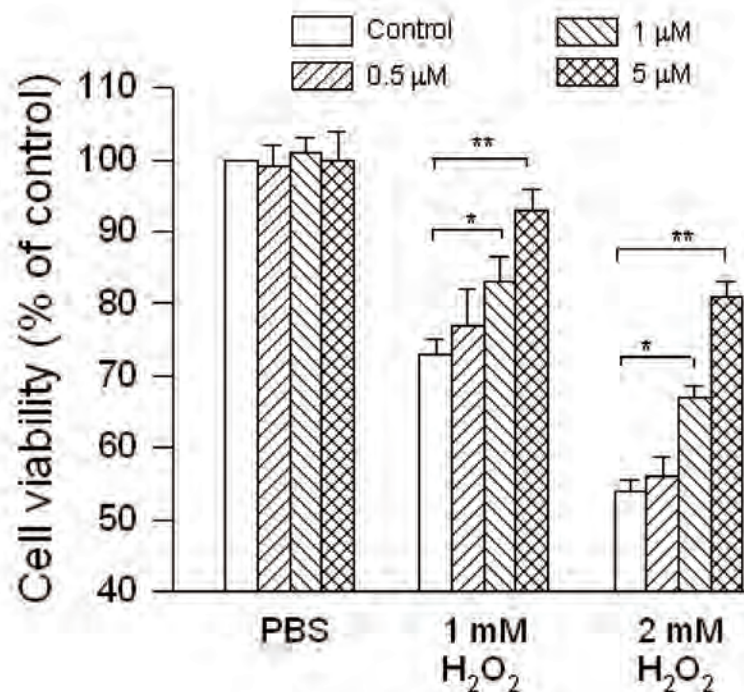 Control
1 μM
0.5 μM
5 μM
Cell viability (% of control)
110
100
90
80
70
60
50
40
**
*
**
*
PBS
1 mM
H₂O₂
2 mM
H₂O₂